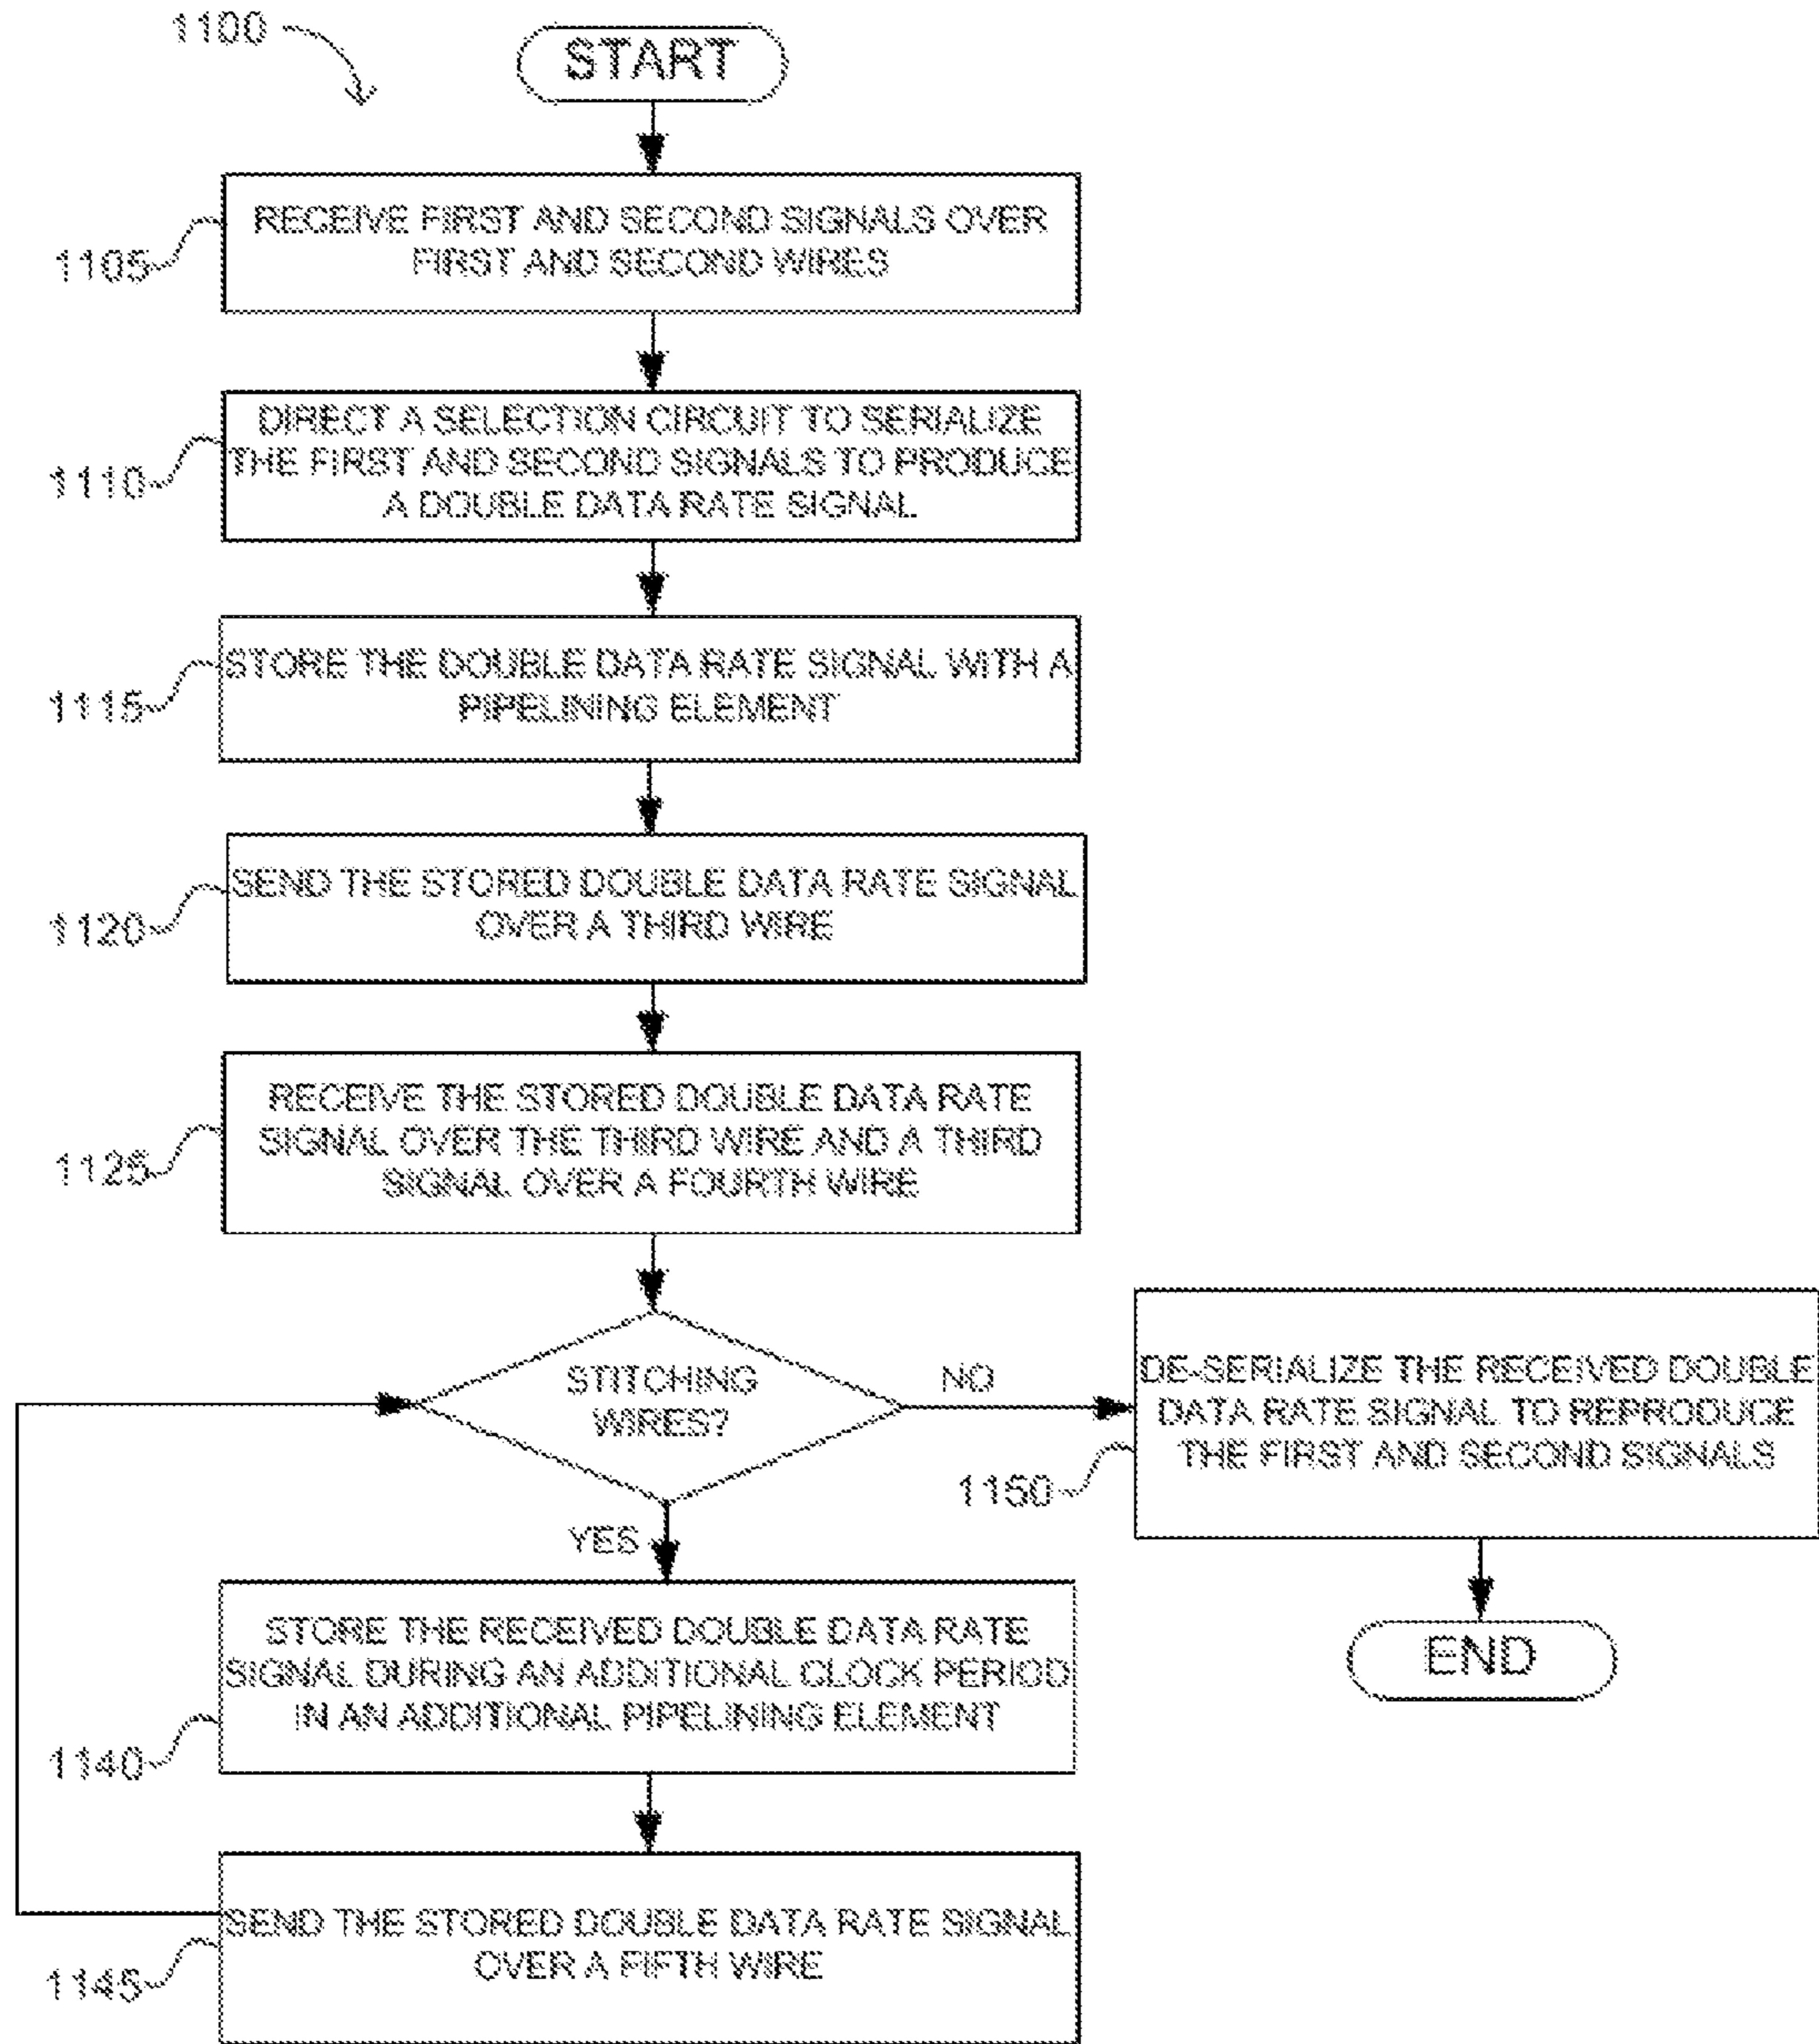 1100
START
RECEIVE FIRST AND SECOND SIGNALS OVER
FIRST AND SECOND WIRES
1105
DIRECT A SELECTION CIRCUIT TO SERIALIZE
THE FIRST AND SECOND SIGNALS TO PRODUCE
A DOUBLE DATA RATE SIGNAL
1110
STORE THE DOUBLE DATA RATE SIGNAL WITH A
PIPELINING ELEMENT
1115
SEND THE STORED DOUBLE DATA RATE SIGNAL
OVER A THIRD WIRE
1120
RECEIVE THE STORED DOUBLE DATA RATE
SIGNAL OVER THE THIRD WIRE AND A THIRD
SIGNAL OVER A FOURTH WIRE
1125
STITCHING
WIRES?
NO
DE-SERIALIZE THE RECEIVED DOUBLE
DATA RATE SIGNAL TO REPRODUCE
THE FIRST AND SECOND SIGNALS
1150
YES
STORE THE RECEIVED DOUBLE DATA RATE
SIGNAL DURING AN ADDITIONAL CLOCK PERIOD
IN AN ADDITIONAL PIPELINING ELEMENT
1140
END
SEND THE STORED DOUBLE DATA RATE SIGNAL
OVER A FIFTH WIRE
1145